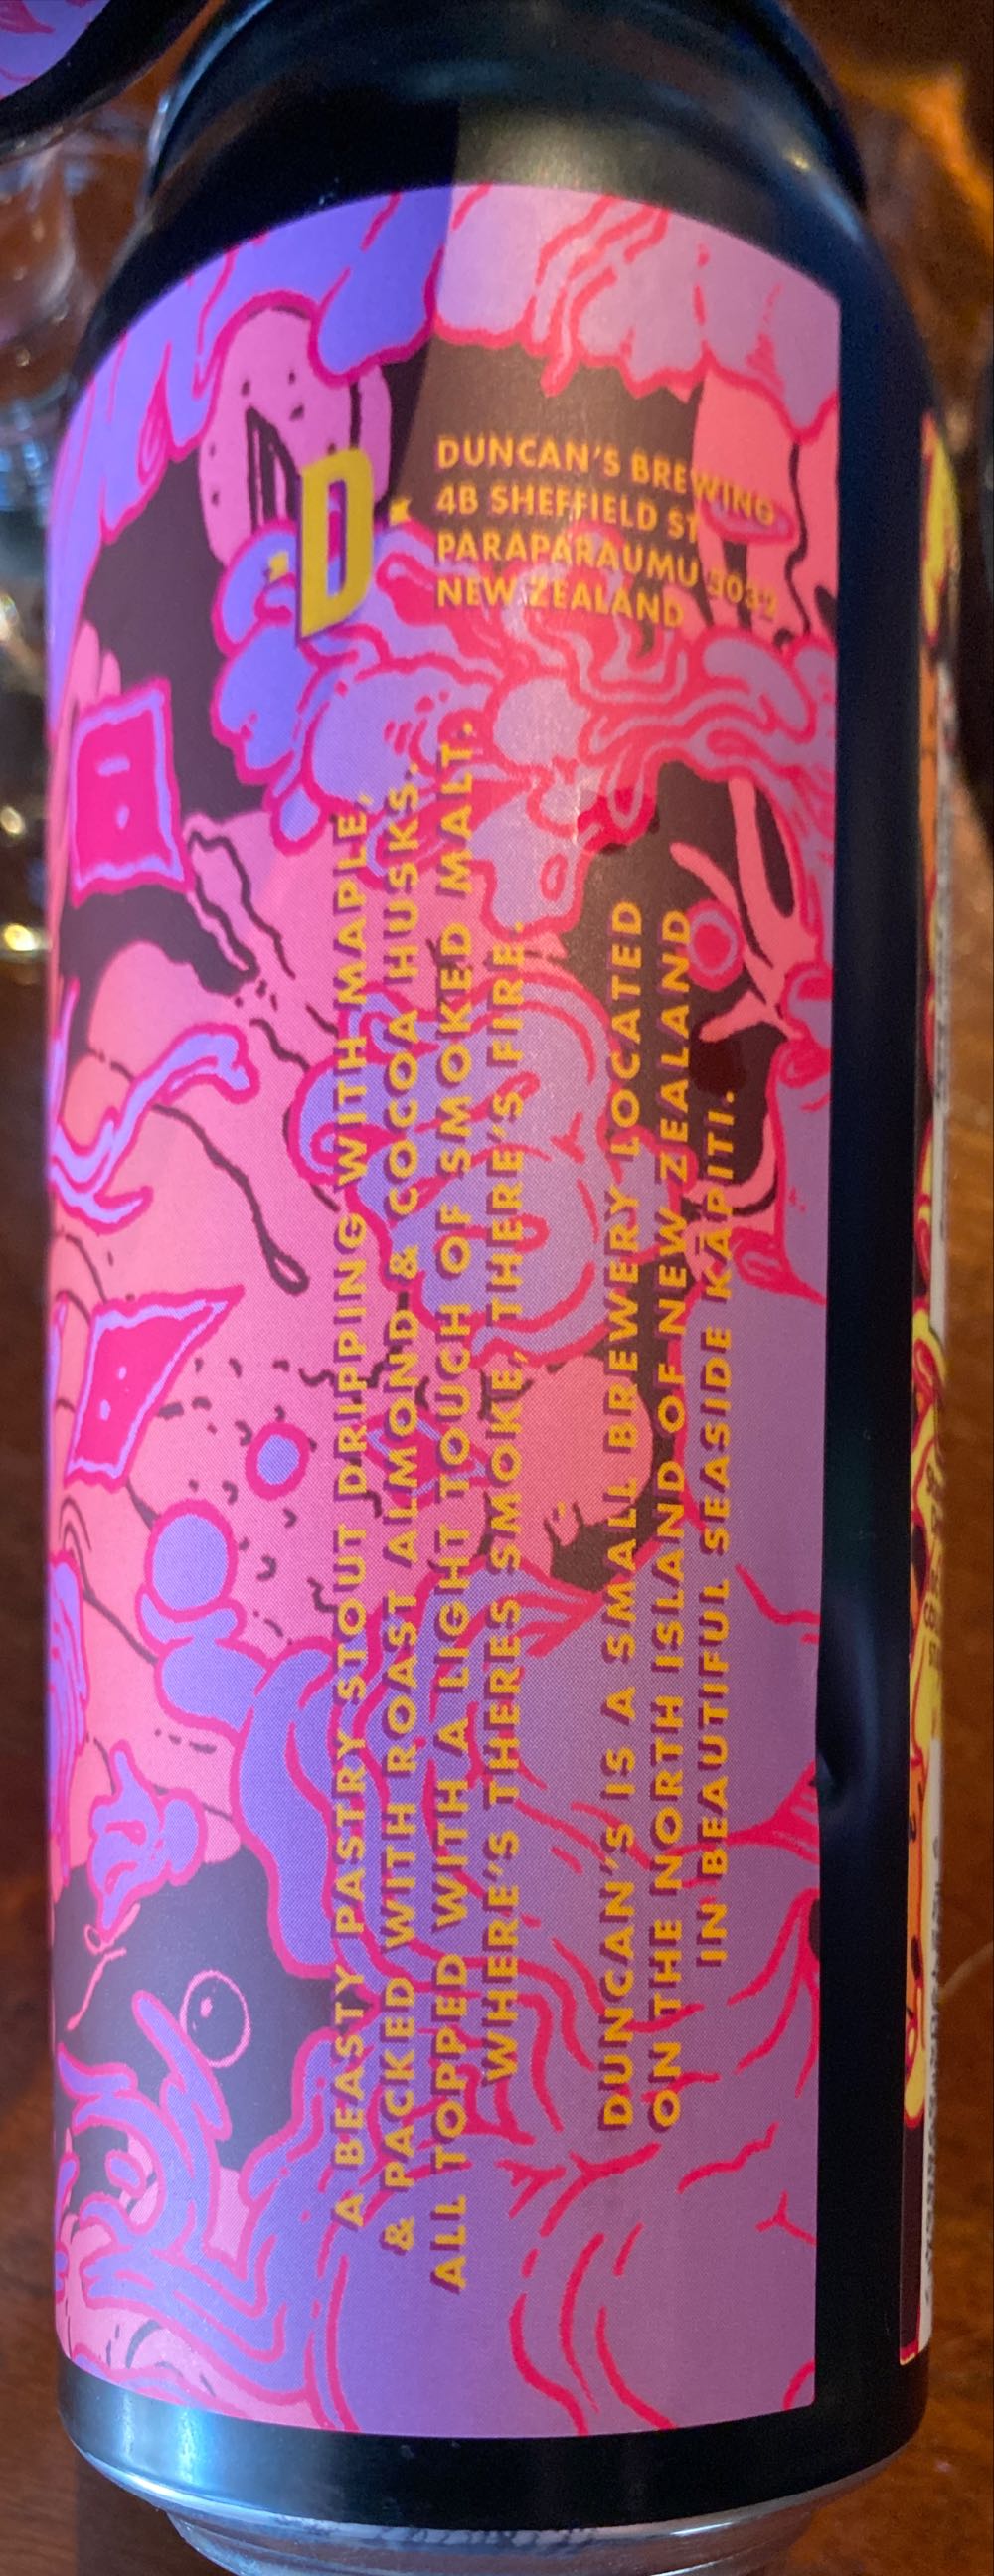 D
DUNCAN'S BREWING
4B SHEFFIELD ST
PARAPARAUMU 5032
NEW ZEALAND
A BEASTY PASTRY STOUT DRIPPING WITH MAPLE,
& PACKED WITH ROAST ALMOND & COCOA HUSKS.
ALL TOPPED WITH A LIGHT TOUCH OF SMOKED MALT.
WHERE'S THERES SMOKE, THERE'S FIRE.
DUNCAN'S IS A SMALL BREWERY LOCATED
ON THE NORTH ISLAND OF NEW ZEALAND
IN BEAUTIFUL SEASIDE KĀPITI.